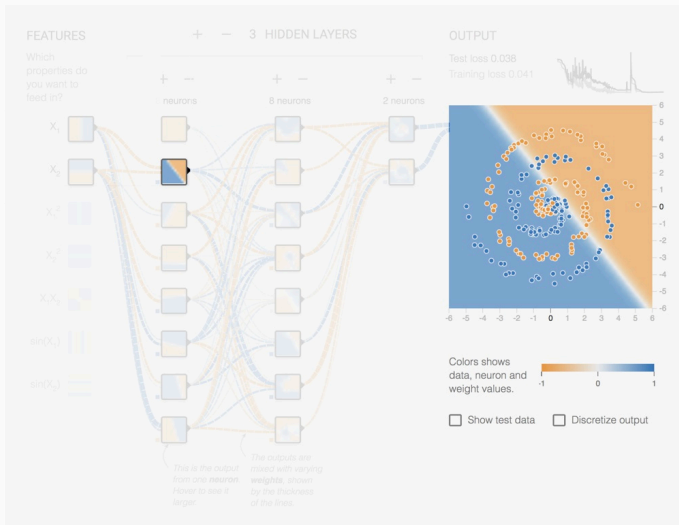 FEATURES
+ − 3 HIDDEN LAYERS
OUTPUT
Which
properties do
you want to
feed in?
Test loss 0.038
Training loss 0.041
+ −
+ −
+ −
neurons
8 neurons
2 neurons
X₁
X₂
X₁X₂
sin(X₁)
sin(X₂)
6
5
4
3
2
1
0
-1
-2
-3
-4
-5
-6
-6 -5 -4 -3 -2 -1 0 1 2 3 4 5 6
Colors shows
data, neuron and
weight values.
-1 0 1
Show test data
Discretize output
This is the output
from one neuron.
Hover to see it
larger.
The outputs are
mixed with varying
weights, shown
by the thickness
of the lines.